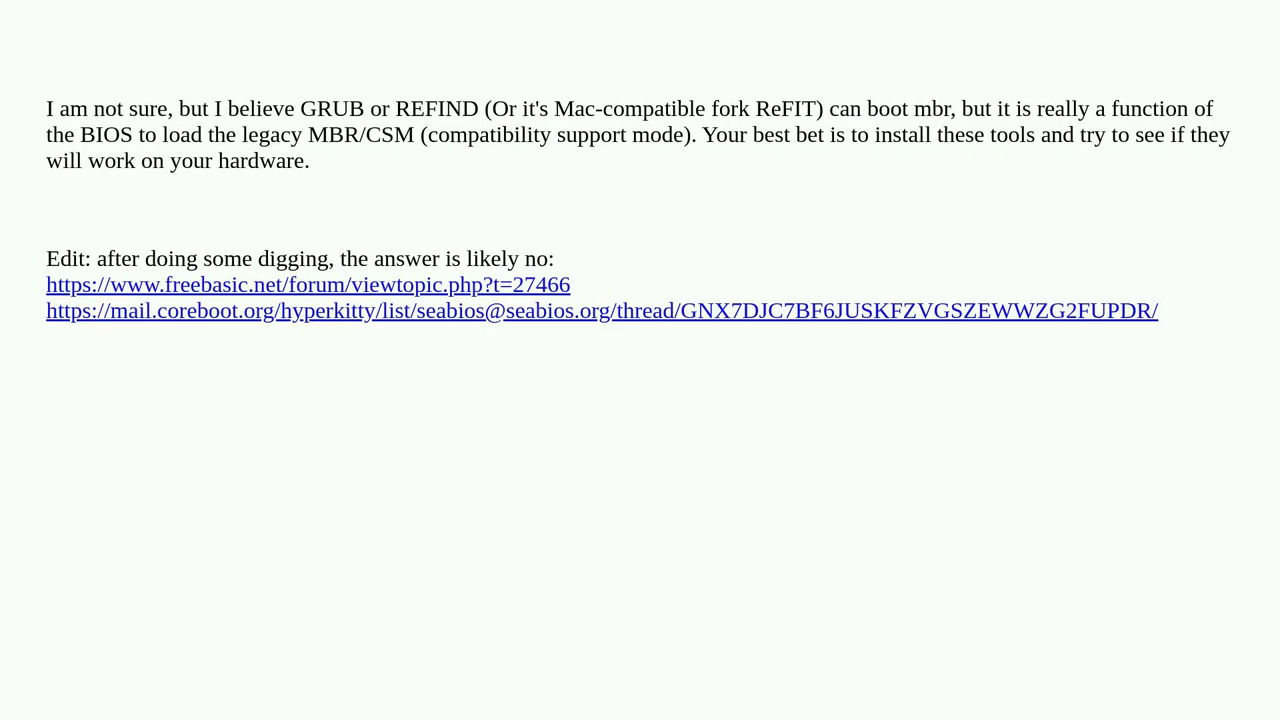 I am not sure, but I believe GRUB or REFIND (Or it's Mac-compatible fork ReFIT) can boot mbr, but it is really a function of
the BIOS to load the legacy MBR/CSM (compatibility support mode). Your best bet is to install these tools and try to see if they
will work on your hardware.
Edit: after doing some digging, the answer is likely no:
https://www.freebasic.net/forum/viewtopic.php?t=27466
https://mail.coreboot.org/hyperkitty/list/seabios@seabios.org/thread/GNX7DJC7BF6JUSKFZVGSZEWWZG2FUPDR/